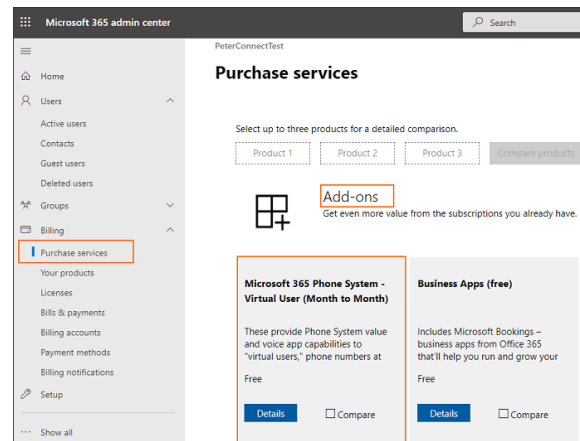 Microsoft 365 admin center
Search
PeterConnectTest
Home
Users
Active users
Contacts
Guest users
Deleted users
Groups
Billing
Purchase services
Your products
Licenses
Bills & payments
Billing accounts
Payment methods
Billing notifications
Setup
Show all
Purchase services
Select up to three products for a detailed comparison.
Product 1
Product 2
Product 3
Compare products
Add-ons
Get even more value from the subscriptions you already have.
Microsoft 365 Phone System -
Virtual User (Month to Month)
These provide Phone System value
and voice app capabilities to
"virtual users," phone numbers at
Free
Details
Compare
Business Apps (free)
Includes Microsoft Bookings –
business apps from Office 365
that'll help you run and grow your
Free
Details
Compare